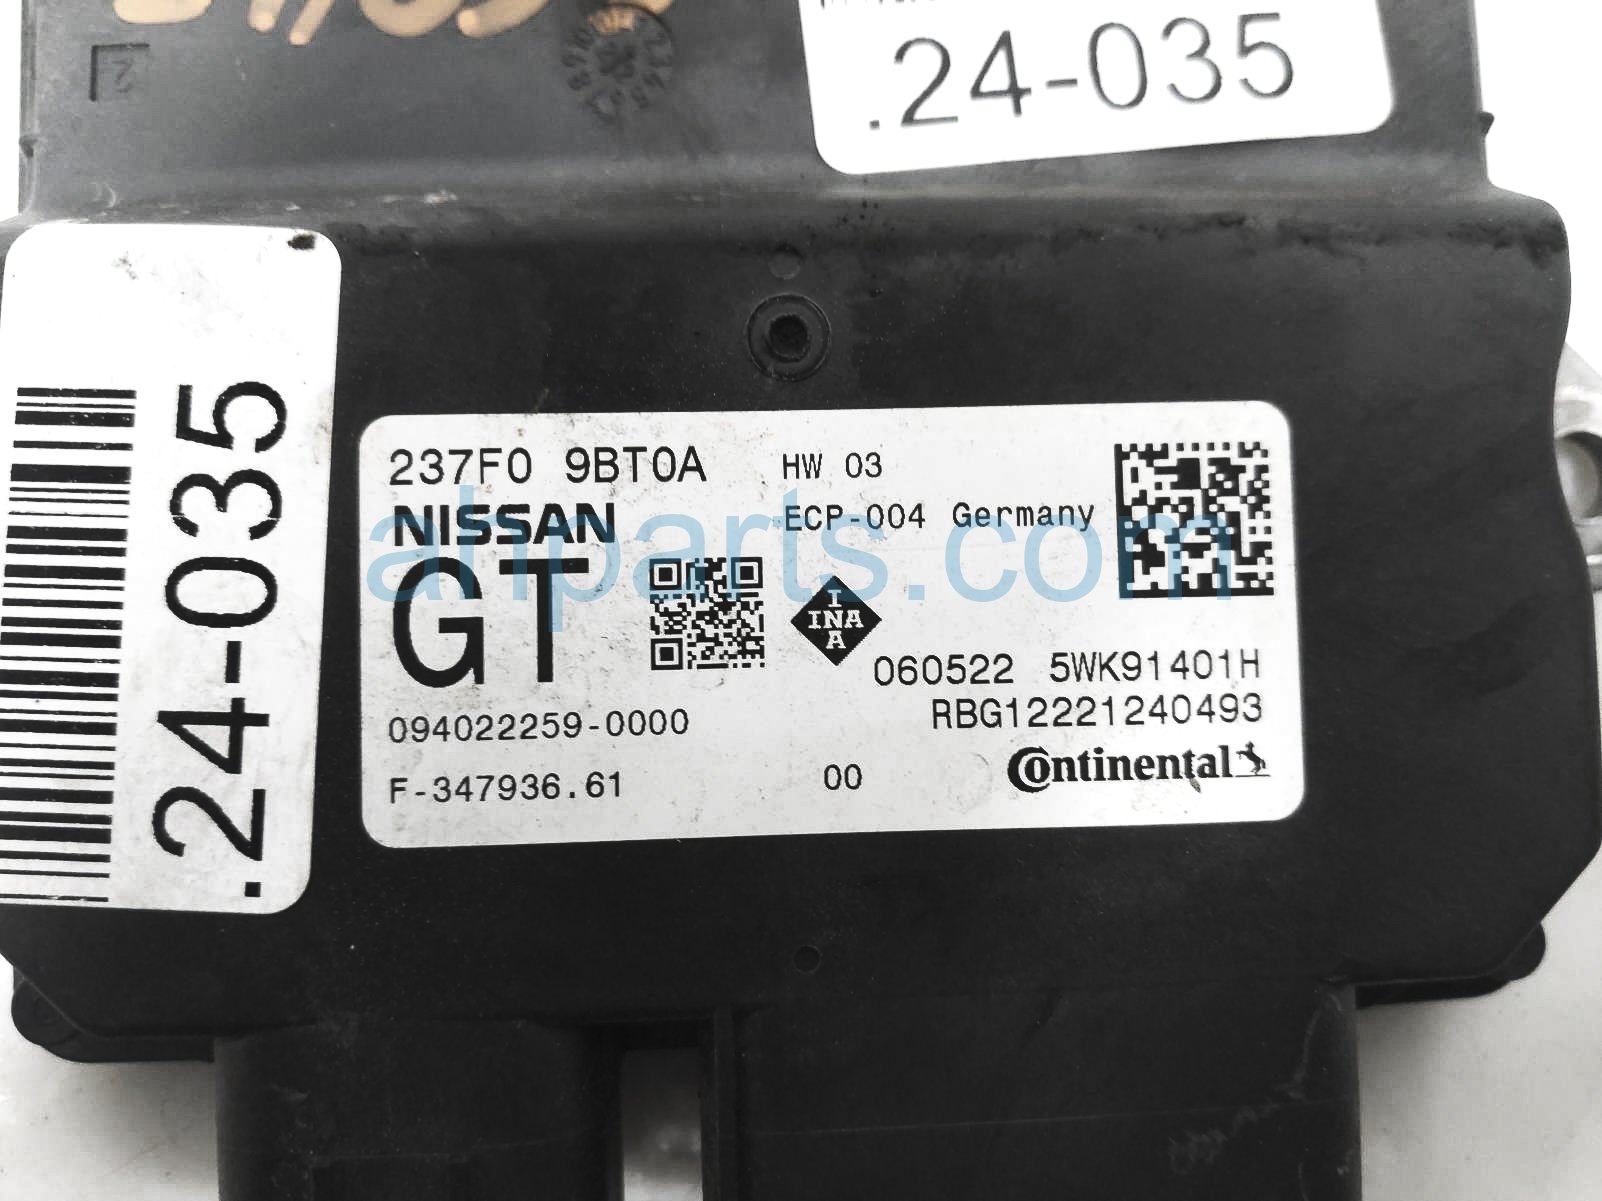 .24-035
.24-035
237F0 9BT0A HW 03
NISSAN ECP-004 Germany
GT
I
INA
A
060522 5WK91401H
094022259-0000 RBG12221240493
F-347936.61 00 Continental
ahparts.com